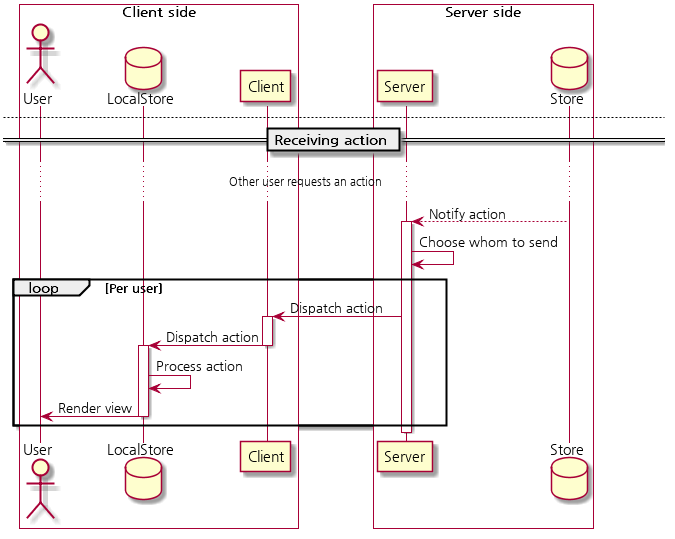 Client side
Server side
User
LocalStore
Client
Server
Store
Receiving action
Other user requests an action
Notify action
Choose whom to send
loop
[Per user]
Dispatch action
Dispatch action
Process action
Render view
User
LocalStore
Client
Server
Store